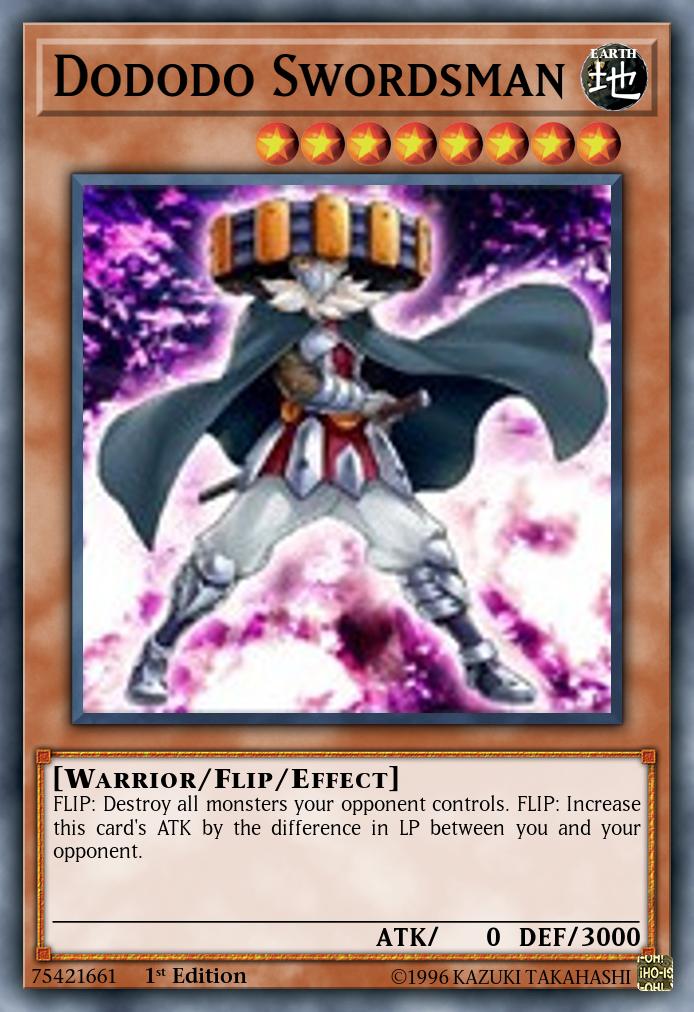 Dododo Swordsman
EARTH
地
[Warrior/Flip/Effect]
FLIP: Destroy all monsters your opponent controls. FLIP: Increase
this card's ATK by the difference in LP between you and your
opponent.
ATK/ 0 DEF/3000
75421661 1st Edition ©1996 KAZUKI TAKAHASHI